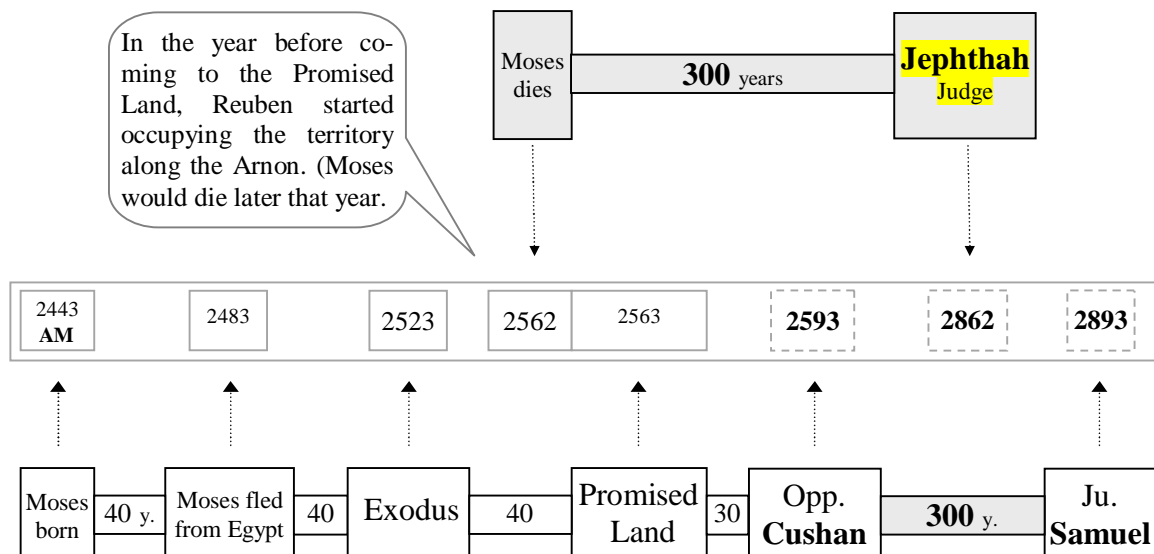 In the year before co-
ming to the Promised
Land, Reuben started
occupying the territory
along the Arnon. (Moses
would die later that year.
Moses
dies
300 years
Jephthah
Judge
2443
AM
2483
2523
2562
2563
2593
2862
2893
Moses
born
40 y.
Moses fled
from Egypt
40
Exodus
40
Promised
Land
30
Opp.
Cushan
300 y.
Ju.
Samuel